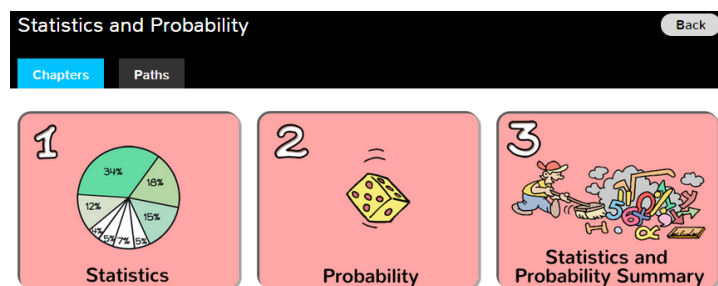 Statistics and Probability
Back
Chapters
Paths
1
34%
18%
12%
15%
4%
5%
7%
5%
Statistics
2
Probability
3
Statistics and
Probability Summary